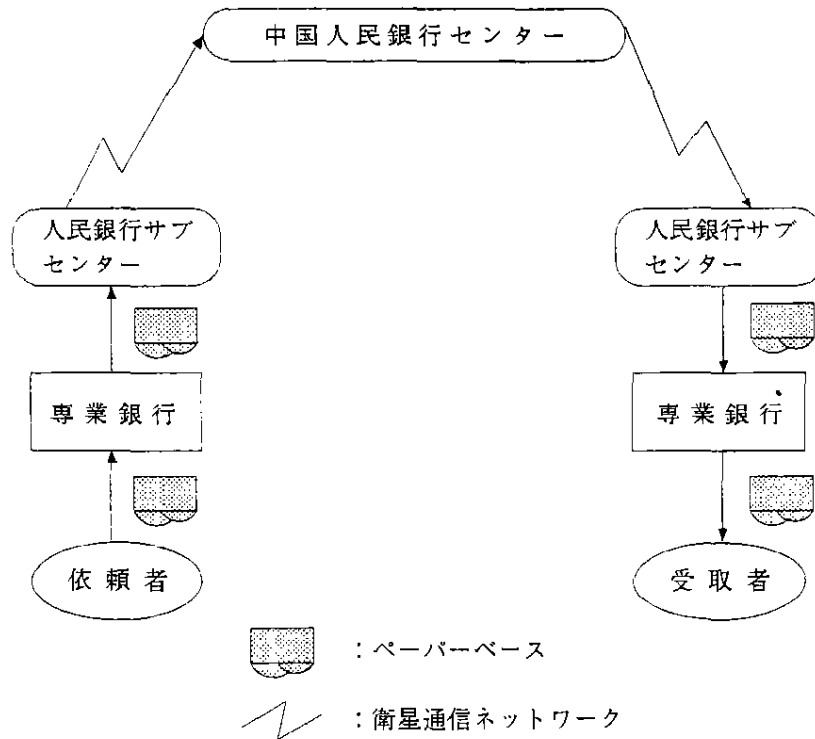 中国人民銀行センター
人民銀行サブ
センター
人民銀行サブ
センター
専業銀行
専業銀行
依頼者
受取者
：ペーパーベース
：衛星通信ネットワーク